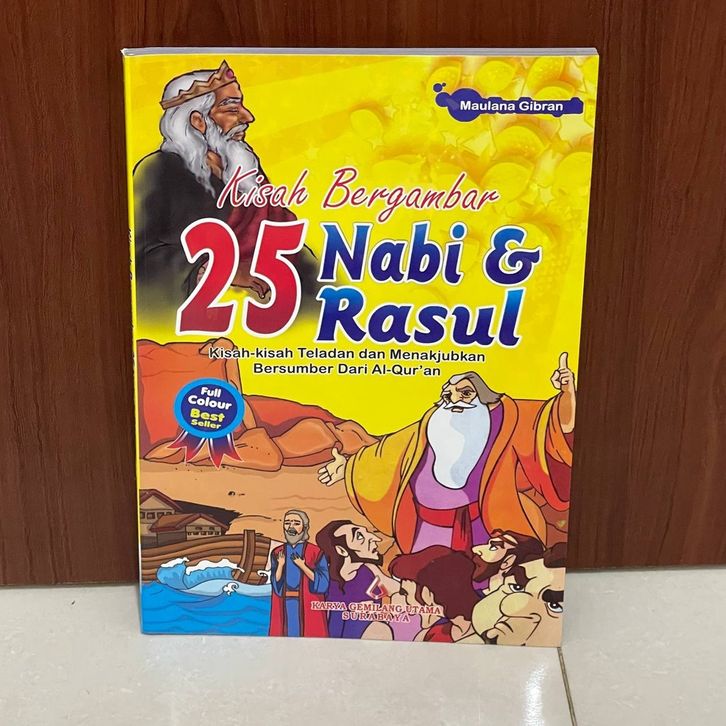 Maulana Gibran
Kisah Bergambar
25 Nabi &
Rasul
Kisah-kisah Teladan dan Menakjubkan
Bersumber Dari Al-Qur'an
Full
Colour
Best
Seller
KARYA GEMILANG UTAMA
SURABAYA